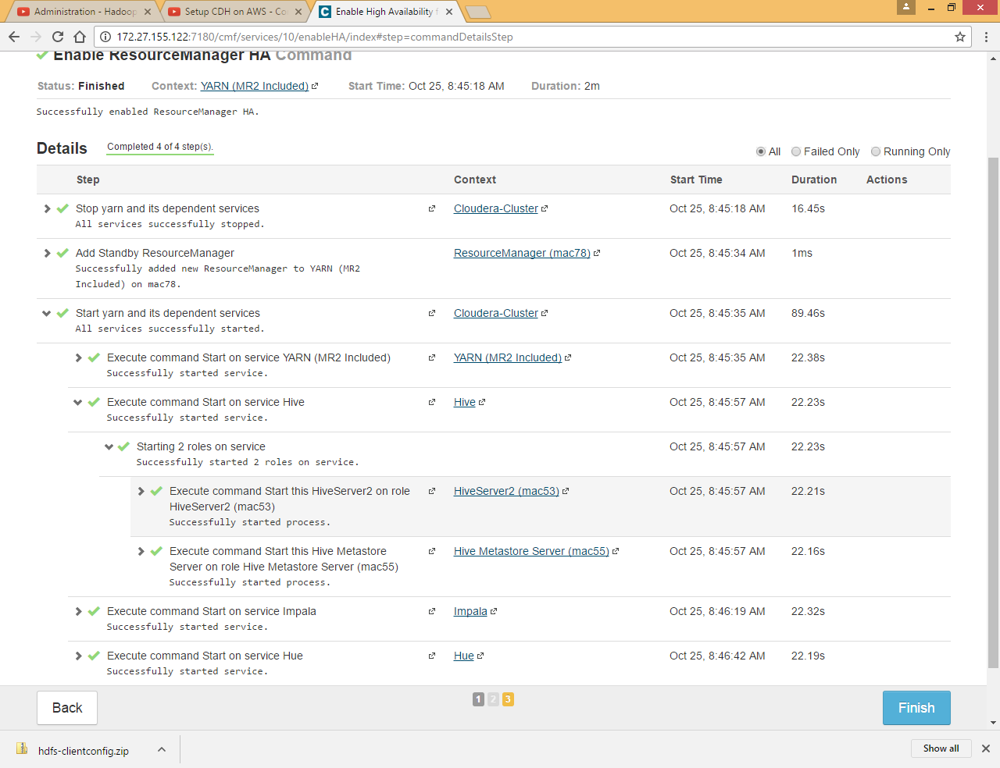 Administration - Hadoop
Setup CDH on AWS - Co
Enable High Availability f
172.27.155.122:7180/cmf/services/10/enableHA/index#step=commandDetailsStep
Enable ResourceManager HA Command
Status: Finished Context: YARN (MR2 Included) Start Time: Oct 25, 8:45:18 AM Duration: 2m
Successfully enabled ResourceManager HA.
Details Completed 4 of 4 step(s).
All Failed Only Running Only
Step Context Start Time Duration Actions
Stop yarn and its dependent services Cloudera-Cluster Oct 25, 8:45:18 AM 16.45s
All services successfully stopped.
Add Standby ResourceManager ResourceManager (mac78) Oct 25, 8:45:34 AM 1ms
Successfully added new ResourceManager to YARN (MR2
Included) on mac78.
Start yarn and its dependent services Cloudera-Cluster Oct 25, 8:45:35 AM 89.46s
All services successfully started.
Execute command Start on service YARN (MR2 Included) YARN (MR2 Included) Oct 25, 8:45:35 AM 22.38s
Successfully started service.
Execute command Start on service Hive Hive Oct 25, 8:45:57 AM 22.23s
Successfully started service.
Starting 2 roles on service Oct 25, 8:45:57 AM 22.23s
Successfully started 2 roles on service.
Execute command Start this HiveServer2 on role HiveServer2 (mac53) Oct 25, 8:45:57 AM 22.21s
HiveServer2 (mac53)
Successfully started process.
Execute command Start this Hive Metastore Hive Metastore Server (mac55) Oct 25, 8:45:57 AM 22.16s
Server on role Hive Metastore Server (mac55)
Successfully started process.
Execute command Start on service Impala Impala Oct 25, 8:46:19 AM 22.32s
Successfully started service.
Execute command Start on service Hue Hue Oct 25, 8:46:42 AM 22.19s
Successfully started service.
Back 1 2 3 Finish
hdfs-clientconfig.zip Show all